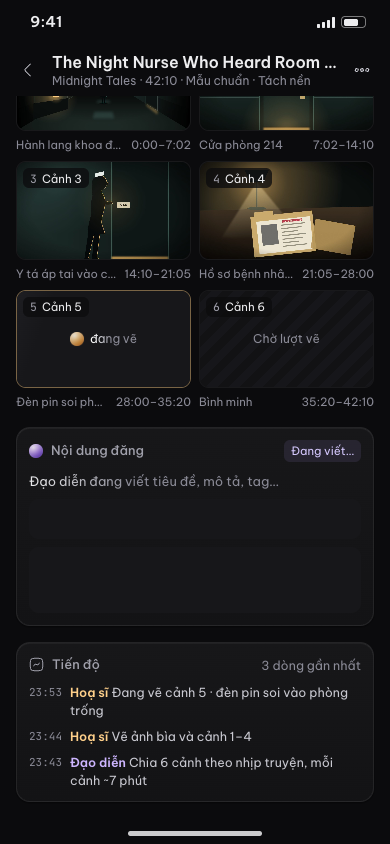 9:41
The Night Nurse Who Heard Room ...
Midnight Tales · 42:10 · Mẫu chuẩn · Tách nền
Hành lang khoa đ... 0:00–7:02
Cửa phòng 214 7:02–14:10
3 Cảnh 3
4 Cảnh 4
Y tá áp tai vào c... 14:10–21:05
Hồ sơ bệnh nhâ... 21:05–28:00
5 Cảnh 5
6 Cảnh 6
đang vẽ
Chờ lượt vẽ
Đèn pin soi ph... 28:00–35:20
Bình minh 35:20–42:10
Nội dung đăng
Đang viết...
Đạo diễn đang viết tiêu đề, mô tả, tag...
Tiến độ
3 dòng gần nhất
23:53 Hoạ sĩ Đang vẽ cảnh 5 · đèn pin soi vào phòng
trống
23:44 Hoạ sĩ Vẽ ảnh bìa và cảnh 1–4
23:43 Đạo diễn Chia 6 cảnh theo nhịp truyện, mỗi
cảnh ~7 phút